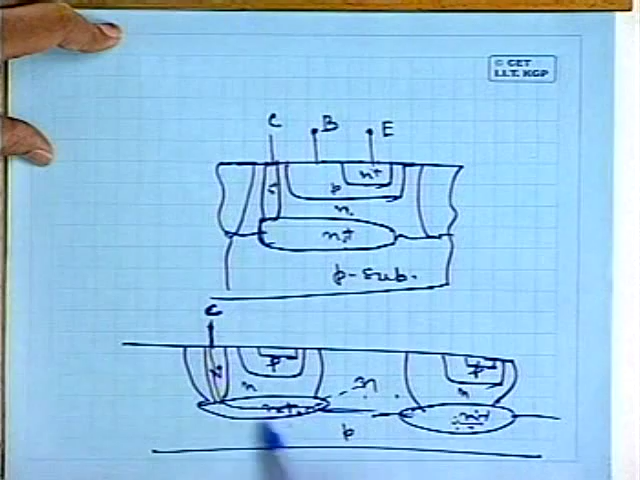 © CET
I.I.T. KGP
C B E
n+
p
n
n+
p-sub.
C
p p
n n
n+
p